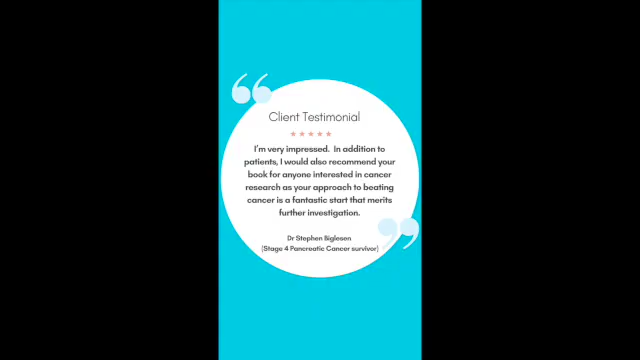 Client Testimonial
I'm very impressed. In addition to
patients, I would also recommend your
book for anyone interested in cancer
research as your approach to beating
cancer is a fantastic start that merits
further investigation.
Dr Stephen Biglesen
(Stage 4 Pancreatic Cancer survivor)